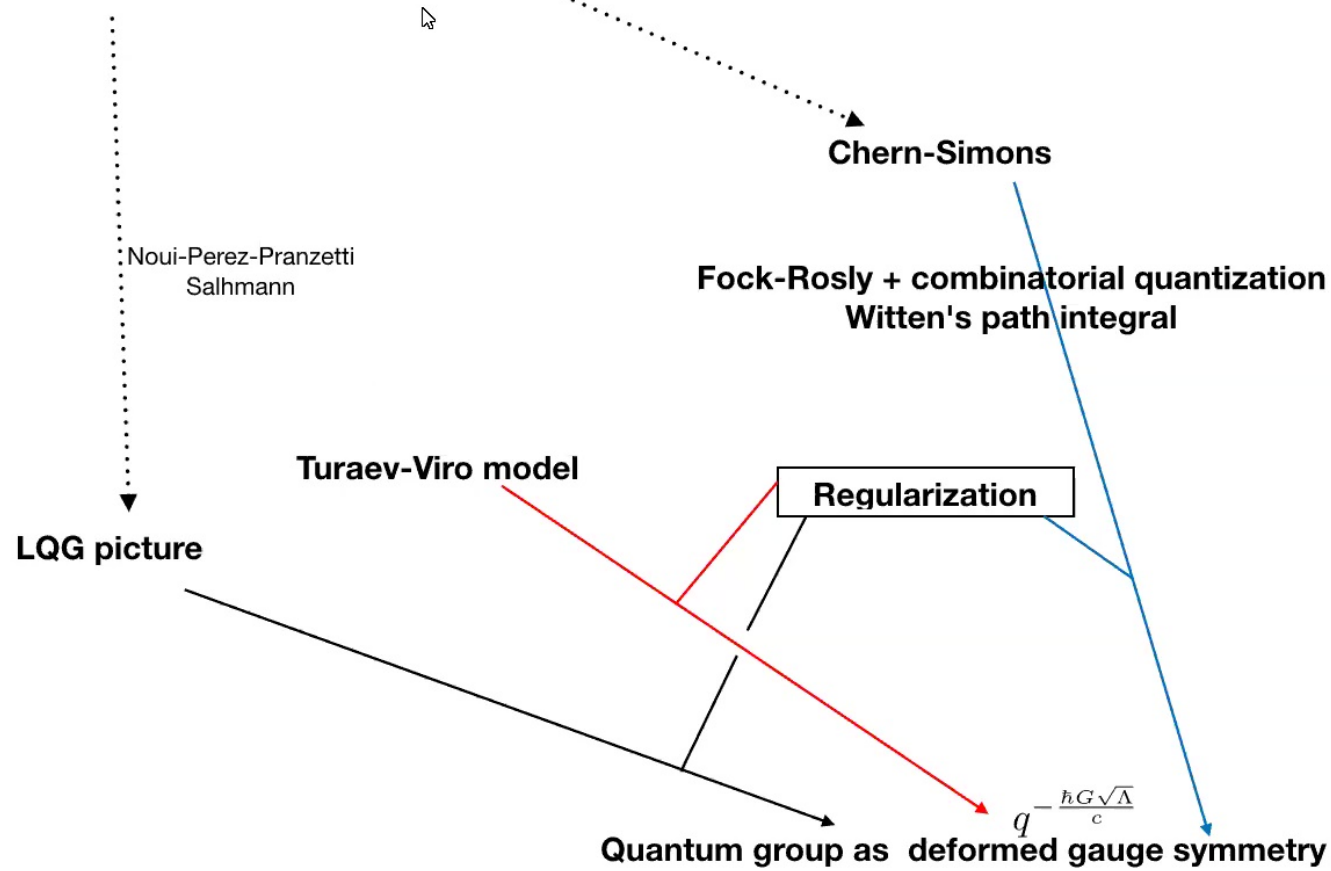 Chern-Simons
Noui-Perez-Pranzetti
Salhmann
Fock-Rosly + combinatorial quantization
Witten's path integral
Turaev-Viro model
Regularization
LQG picture
q^{-\frac{\hbar G\sqrt{\Lambda}}{c}}
Quantum group as deformed gauge symmetry